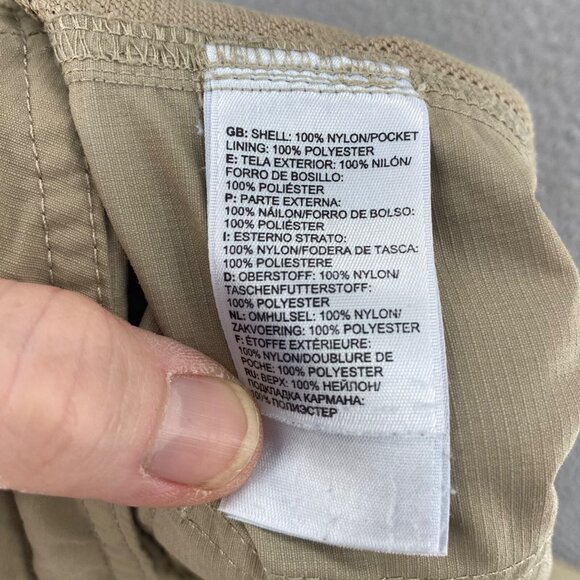 GB: SHELL: 100% NYLON/POCKET
LINING: 100% POLYESTER
E: TELA EXTERIOR: 100% NILÓN/
FORRO DE BOSILLO:
100% POLIÉSTER
P: PARTE EXTERNA:
100% NÁILON/FORRO DE BOLSO:
100% POLIÉSTER
I: ESTERNO STRATO:
100% NYLON/FODERA DE TASCA:
100% POLIESTERE
D: OBERSTOFF: 100% NYLON/
TASCHENFUTTERSTOFF:
100% POLYESTER
NL: OMHULSEL: 100% NYLON/
ZAKVOERING: 100% POLYESTER
F: ÉTOFFE EXTÉRIEURE:
100% NYLON/DOUBLURE DE
POCHE: 100% POLYESTER
RU: ВЕРХ: 100% НЕЙЛОН/
ПОДКЛАДКА КАРМАНА:
100% ПОЛИЭСТЕР